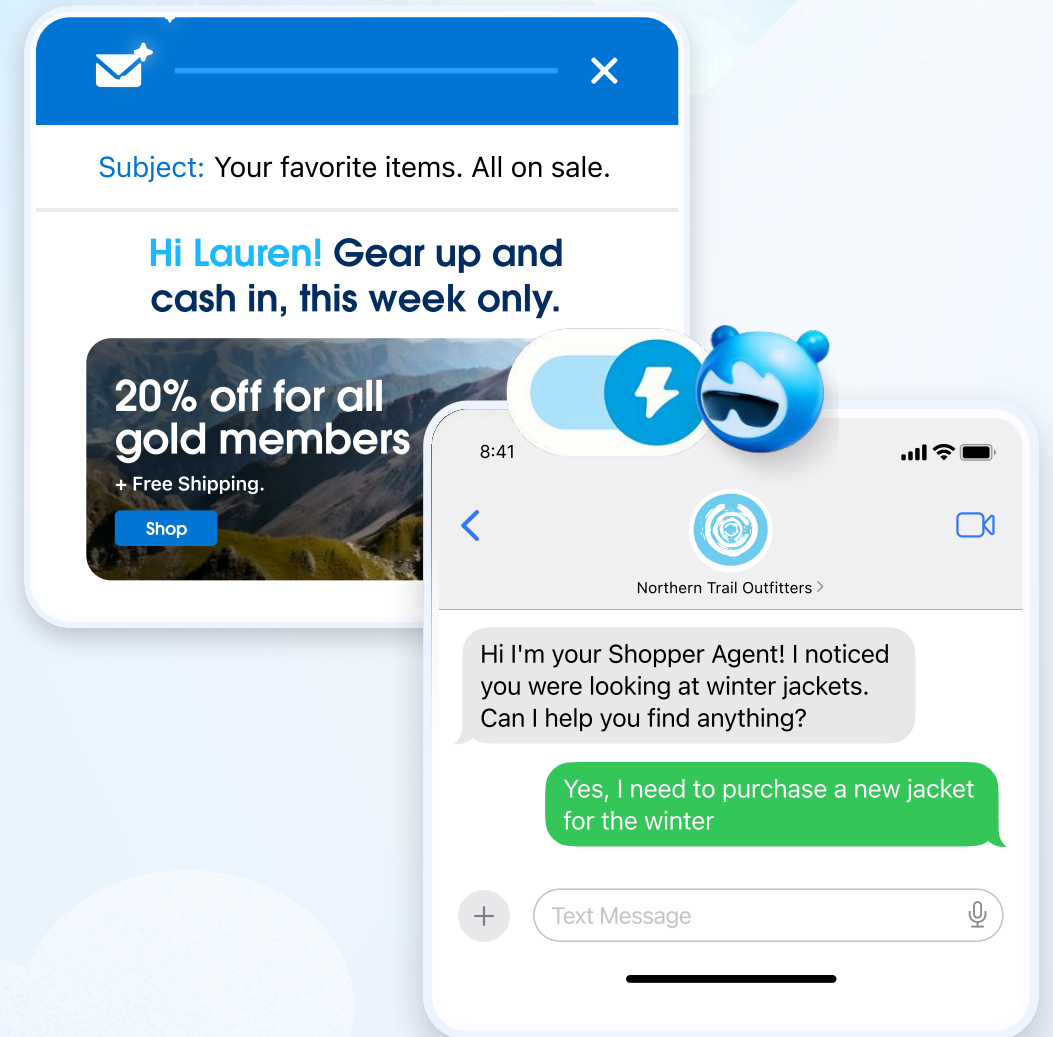 Subject: Your favorite items. All on sale.
Hi Lauren! Gear up and
cash in, this week only.
20% off for all
gold members
+ Free Shipping.
Shop
8:41
Northern Trail Outfitters
Hi I'm your Shopper Agent! I noticed
you were looking at winter jackets.
Can I help you find anything?
Yes, I need to purchase a new jacket
for the winter
Text Message